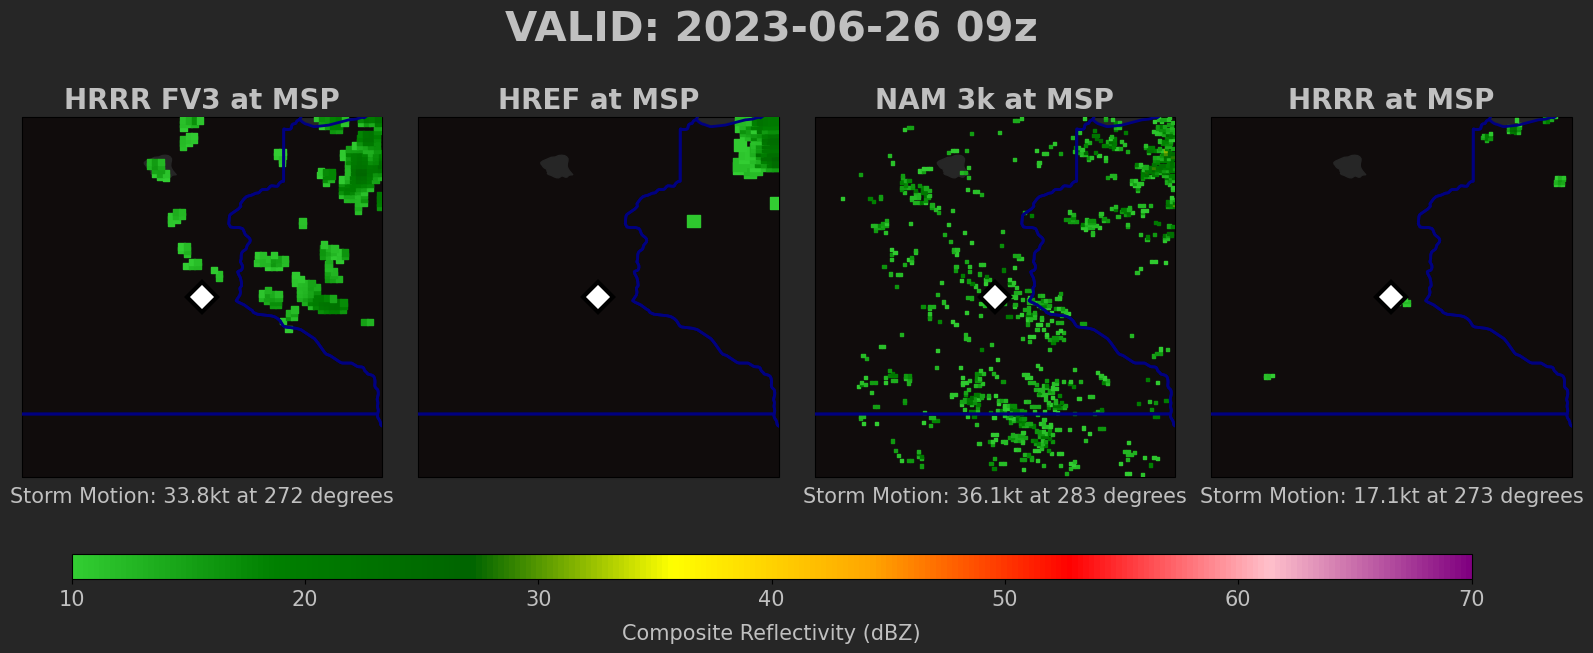 VALID: 2023-06-26 09z
HRRR FV3 at MSP
HREF at MSP
NAM 3k at MSP
HRRR at MSP
Storm Motion: 33.8kt at 272 degrees
Storm Motion: 36.1kt at 283 degrees
Storm Motion: 17.1kt at 273 degrees
10 20 30 40 50 60 70
Composite Reflectivity (dBZ)